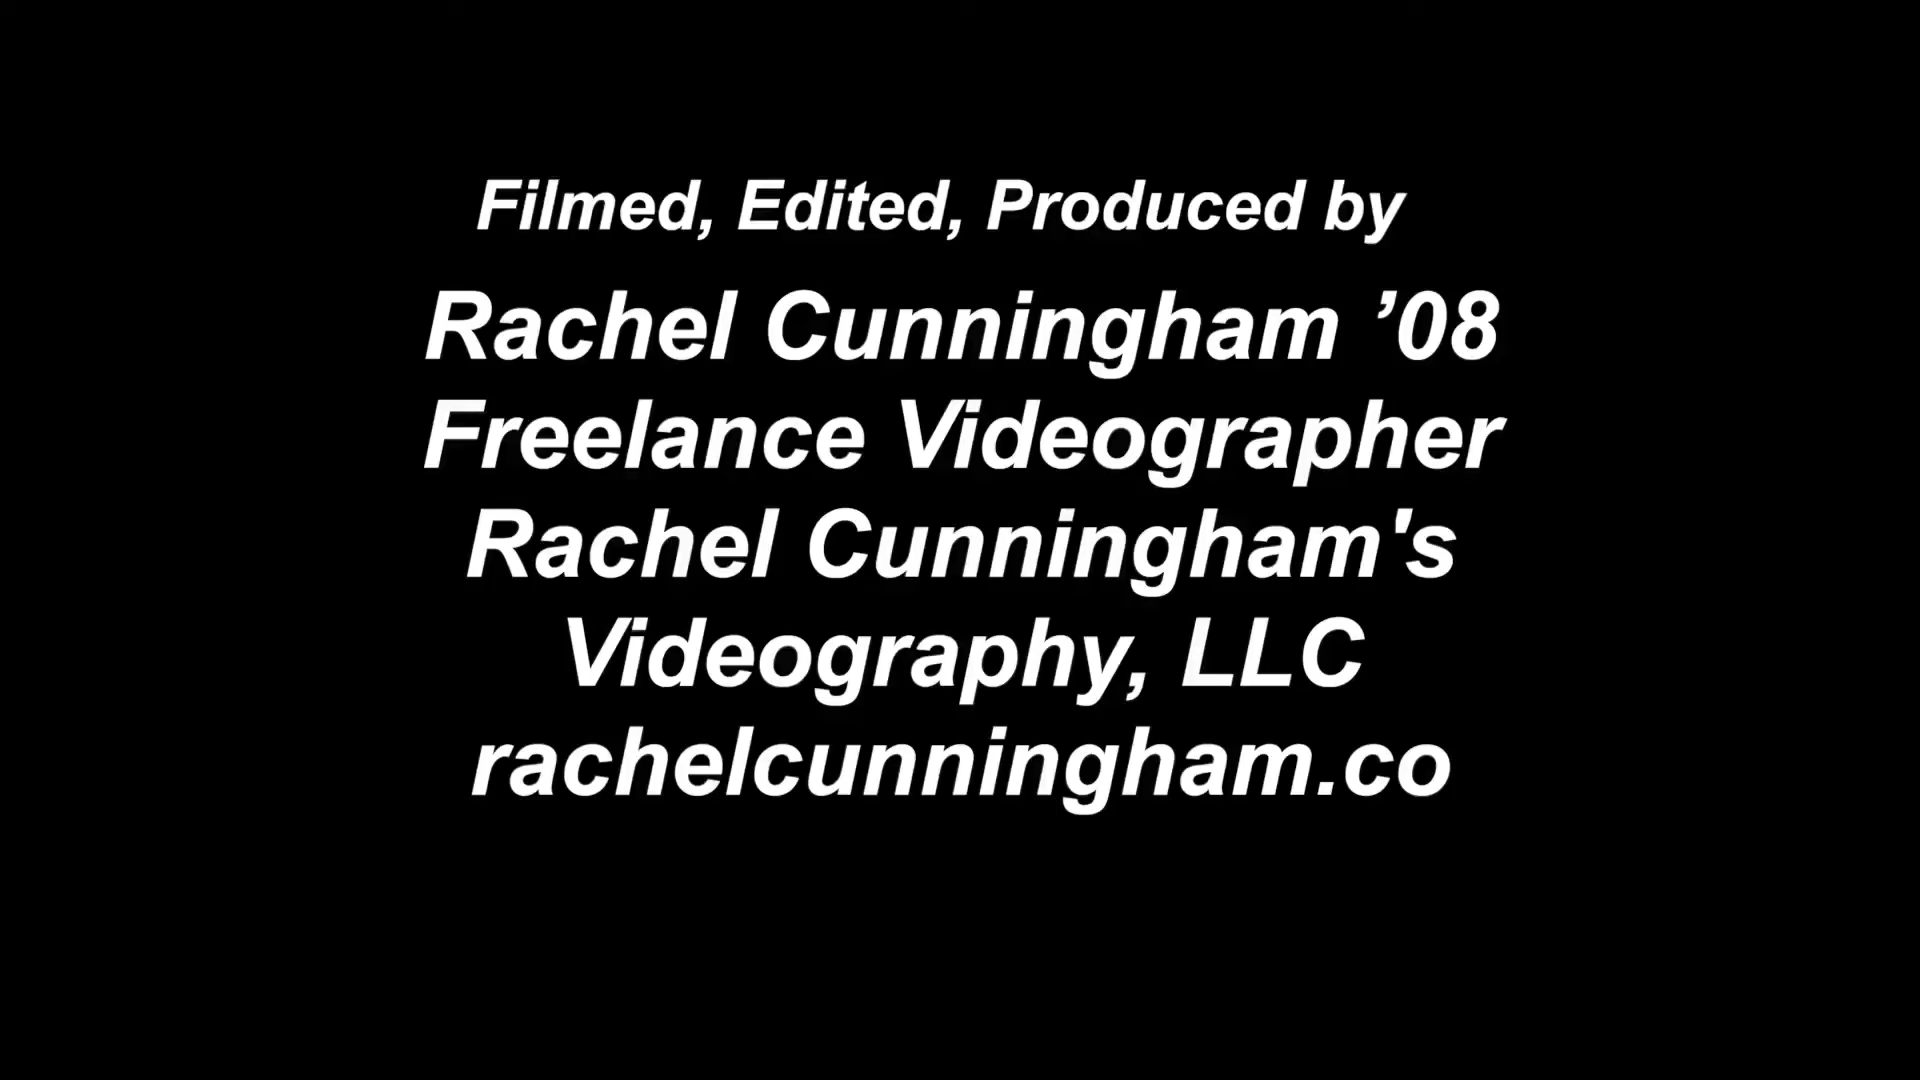 Filmed, Edited, Produced by
Rachel Cunningham ’08
Freelance Videographer
Rachel Cunningham's
Videography, LLC
rachelcunningham.co